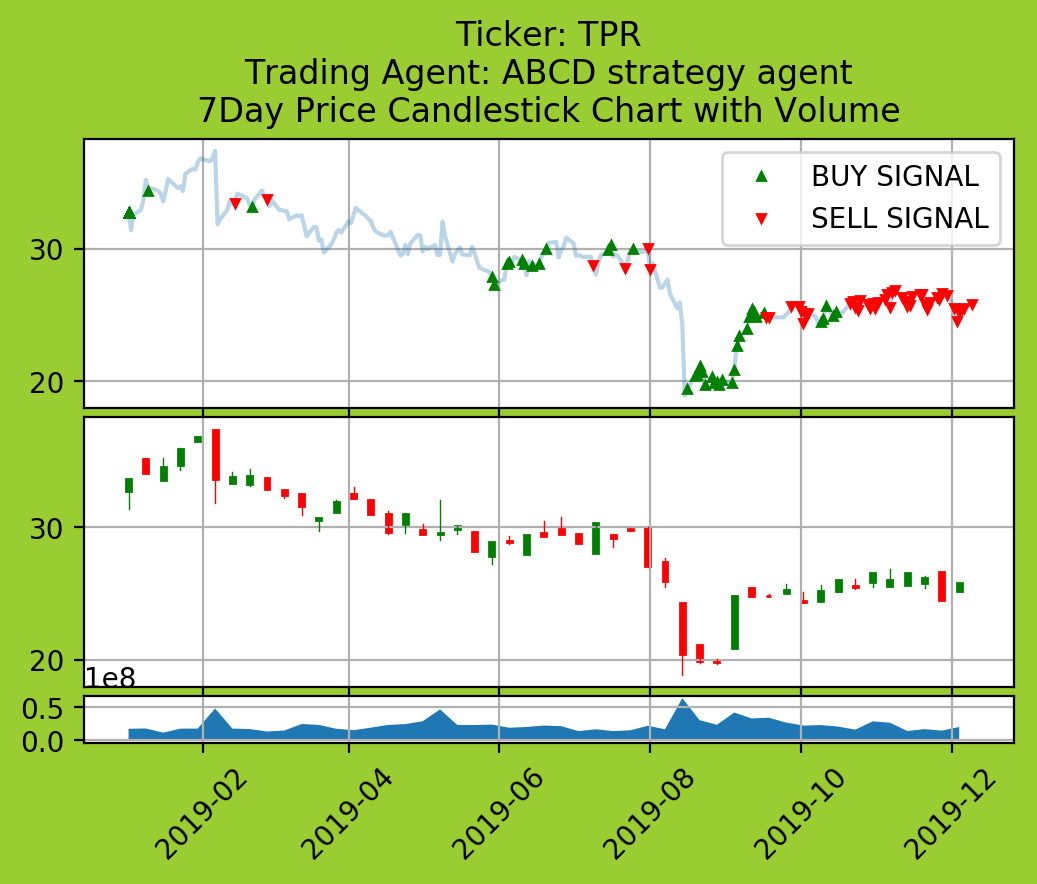 Ticker: TPR
Trading Agent: ABCD strategy agent
7Day Price Candlestick Chart with Volume
BUY SIGNAL
SELL SIGNAL
30
20
30
20
1e8
0.5
0.0
2019-02
2019-04
2019-06
2019-08
2019-10
2019-12